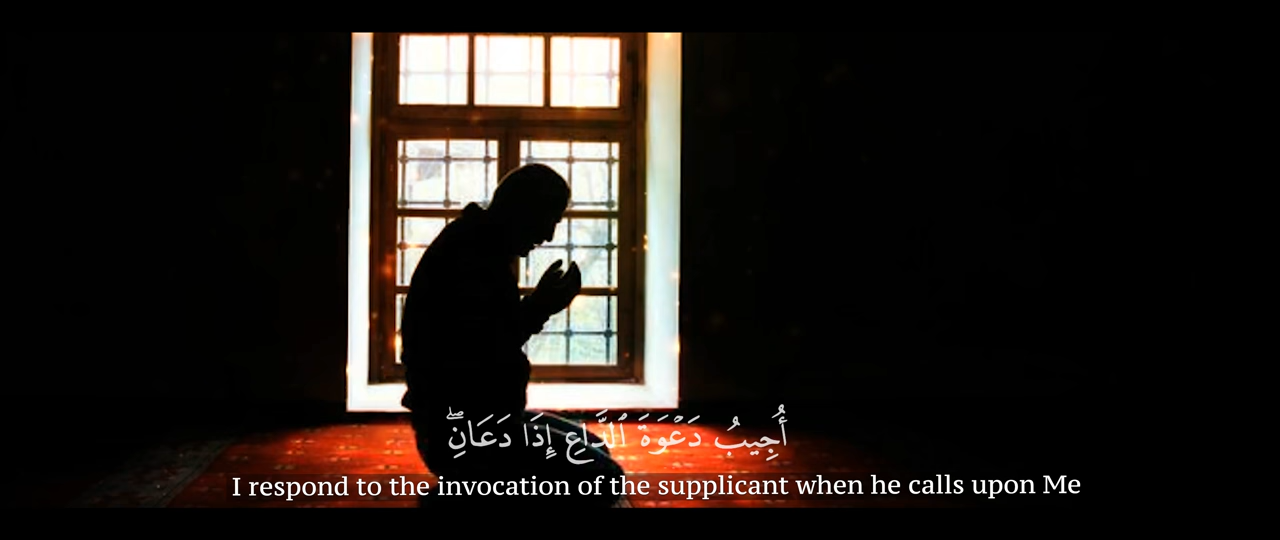 أُجِيبُ دَعْوَةَ ٱلدَّاعِ إِذَا دَعَانِۖ
I respond to the invocation of the supplicant when he calls upon Me